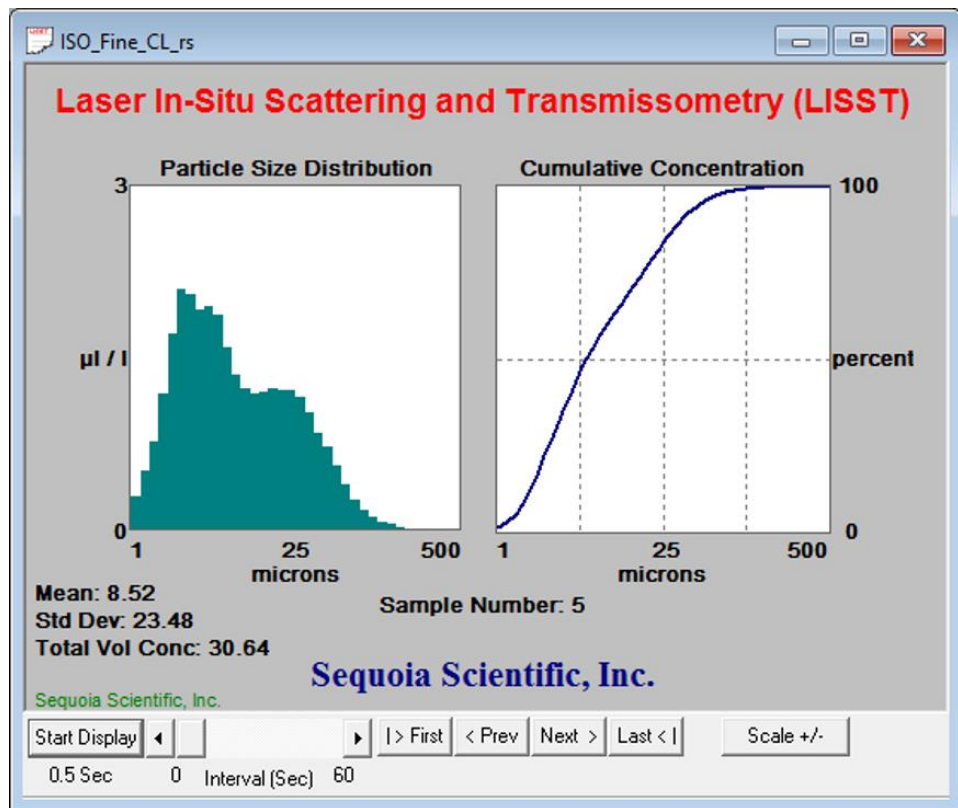 ISO_Fine_CL_rs
Laser In-Situ Scattering and Transmissometry (LISST)
Particle Size Distribution
3
µl / l
0
1 25 500
microns
Cumulative Concentration
100
percent
0
1 25 500
microns
Mean: 8.52
Std Dev: 23.48
Total Vol Conc: 30.64
Sample Number: 5
Sequoia Scientific, Inc.
Sequoia Scientific, Inc.
Start Display |> First < Prev Next > Last <| Scale +/-
0.5 Sec 0 Interval (Sec) 60